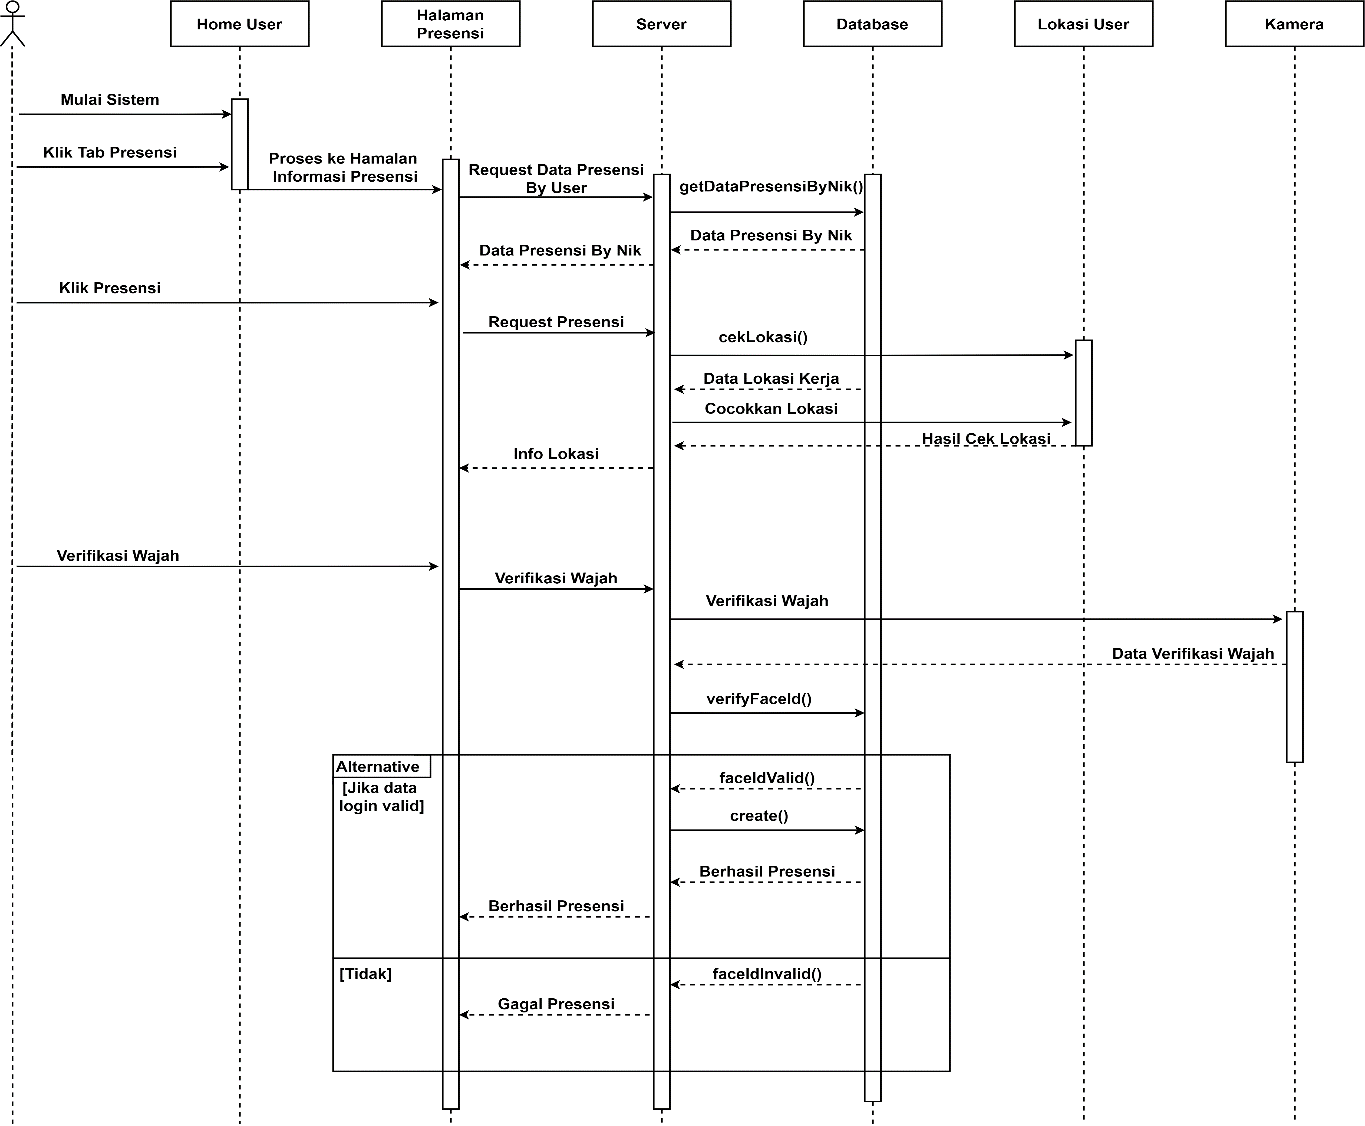 Home User
Halaman
Presensi
Server
Database
Lokasi User
Kamera
Mulai Sistem
Klik Tab Presensi
Proses ke Hamalan
Informasi Presensi
Request Data Presensi
By User
getDataPresensiByNik()
Data Presensi By Nik
Data Presensi By Nik
Klik Presensi
Request Presensi
cekLokasi()
Data Lokasi Kerja
Cocokkan Lokasi
Hasil Cek Lokasi
Info Lokasi
Verifikasi Wajah
Verifikasi Wajah
Verifikasi Wajah
Data Verifikasi Wajah
verifyFaceId()
Alternative
[Jika data
login valid]
faceIdValid()
create()
Berhasil Presensi
Berhasil Presensi
[Tidak]
faceIdInvalid()
Gagal Presensi